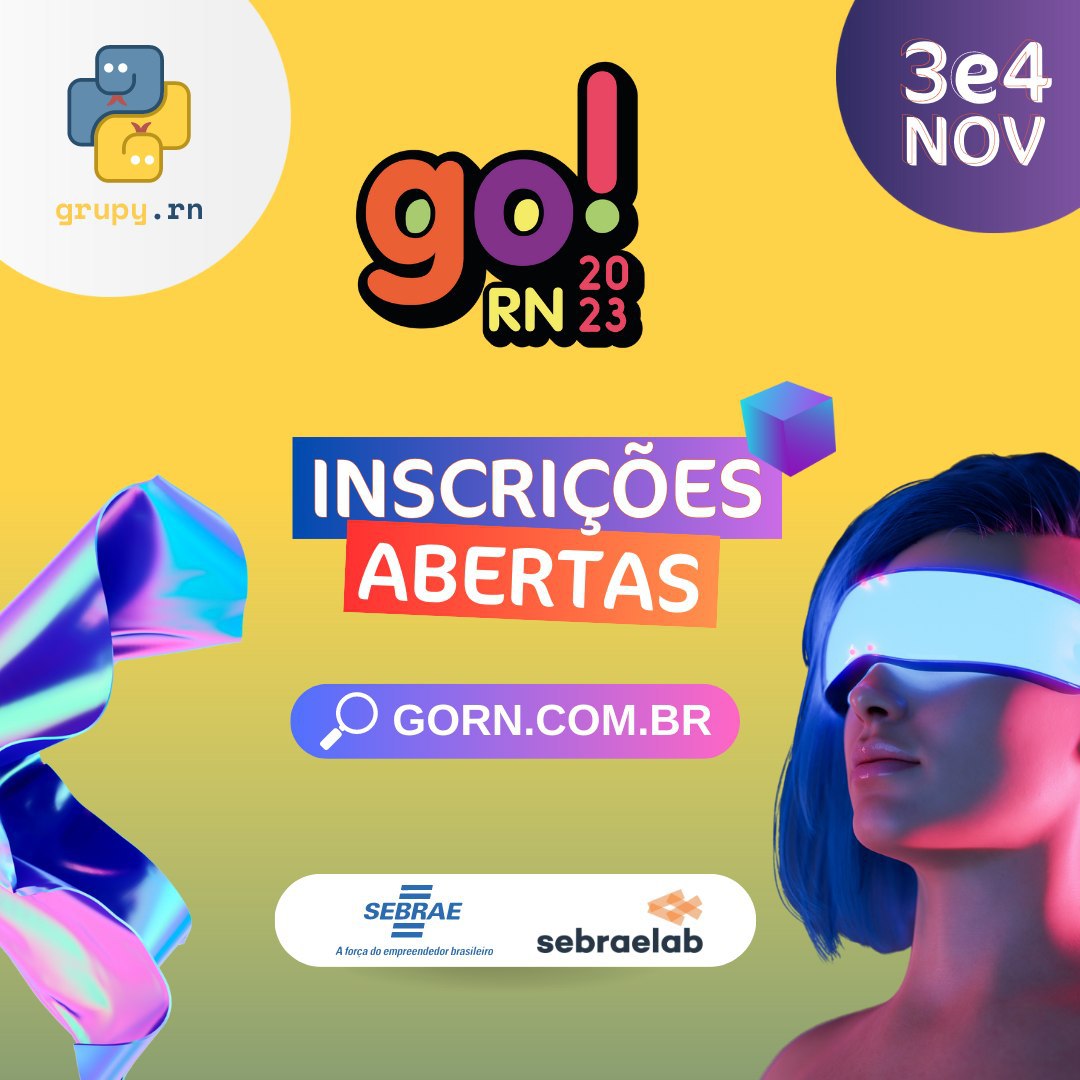 grupy.rn
3e4
NOV
go!
RN
20
23
INSCRIÇÕES
ABERTAS
GORN.COM.BR
SEBRAE
A força do empreendedor brasileiro
sebraelab